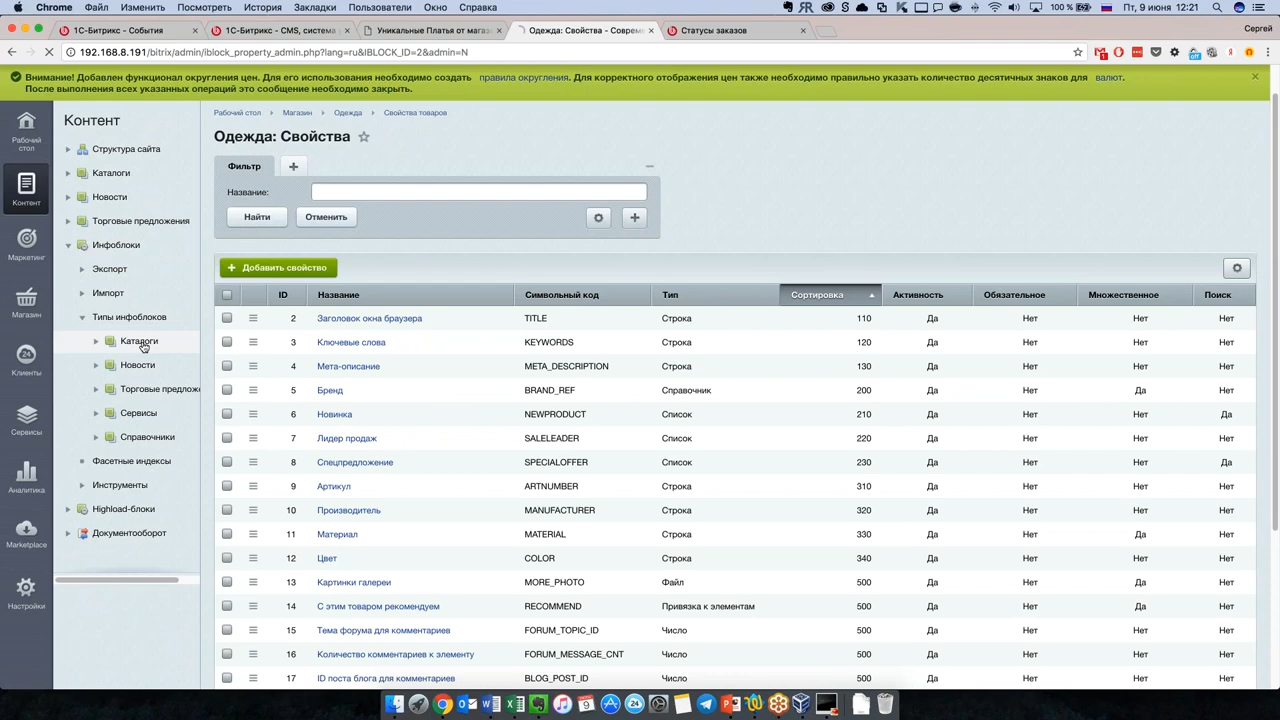 Chrome Файл Изменить Посмотреть История Закладки Пользователи Окно Справка 100 % Пт, 9 июня 12:21
1С-Битрикс - События × 1С-Битрикс - CMS, система × Уникальные Платья от магаз × Одежда: Свойства - Соврем × Статусы заказов × Сергей
192.168.8.191/bitrix/admin/iblock_property_admin.php?lang=ru&IBLOCK_ID=2&admin=N
Внимание! Добавлен функционал округления цен. Для его использования необходимо создать правила округления. Для корректного отображения цен также необходимо правильно указать количество десятичных знаков для валют.
После выполнения всех указанных операций это сообщение необходимо закрыть.
Рабочий стол
Контент
Маркетинг
Магазин
24
Клиенты
Сервисы
Аналитика
Marketplace
Настройки
Контент
Структура сайта
Каталоги
Новости
Торговые предложения
Инфоблоки
Экспорт
Импорт
Типы инфоблоков
Каталоги
Новости
Торговые предлож
Сервисы
Справочники
Фасетные индексы
Инструменты
Highload-блоки
Документооборот
Рабочий стол Магазин Одежда Свойства товаров
Одежда: Свойства
Фильтр
Название:
Найти Отменить
Добавить свойство
ID Название Символьный код Тип Сортировка Активность Обязательное Множественное Поиск
2 Заголовок окна браузера TITLE Строка 110 Да Нет Нет Нет
3 Ключевые слова KEYWORDS Строка 120 Да Нет Нет Нет
4 Мета-описание META_DESCRIPTION Строка 130 Да Нет Нет Нет
5 Бренд BRAND_REF Справочник 200 Да Нет Да Нет
6 Новинка NEWPRODUCT Список 210 Да Нет Нет Да
7 Лидер продаж SALELEADER Список 220 Да Нет Нет Нет
8 Спецпредложение SPECIALOFFER Список 230 Да Нет Нет Да
9 Артикул ARTNUMBER Строка 310 Да Нет Нет Нет
10 Производитель MANUFACTURER Строка 320 Да Нет Нет Нет
11 Материал MATERIAL Строка 330 Да Нет Да Нет
12 Цвет COLOR Строка 340 Да Нет Нет Нет
13 Картинки галереи MORE_PHOTO Файл 500 Да Нет Да Нет
14 С этим товаром рекомендуем RECOMMEND Привязка к элементам 500 Да Нет Да Нет
15 Тема форума для комментариев FORUM_TOPIC_ID Число 500 Да Нет Нет Нет
16 Количество комментариев к элементу FORUM_MESSAGE_CNT Число 500 Да Нет Нет Нет
17 ID поста блога для комментариев BLOG_POST_ID Число 500 Да Нет Нет Нет